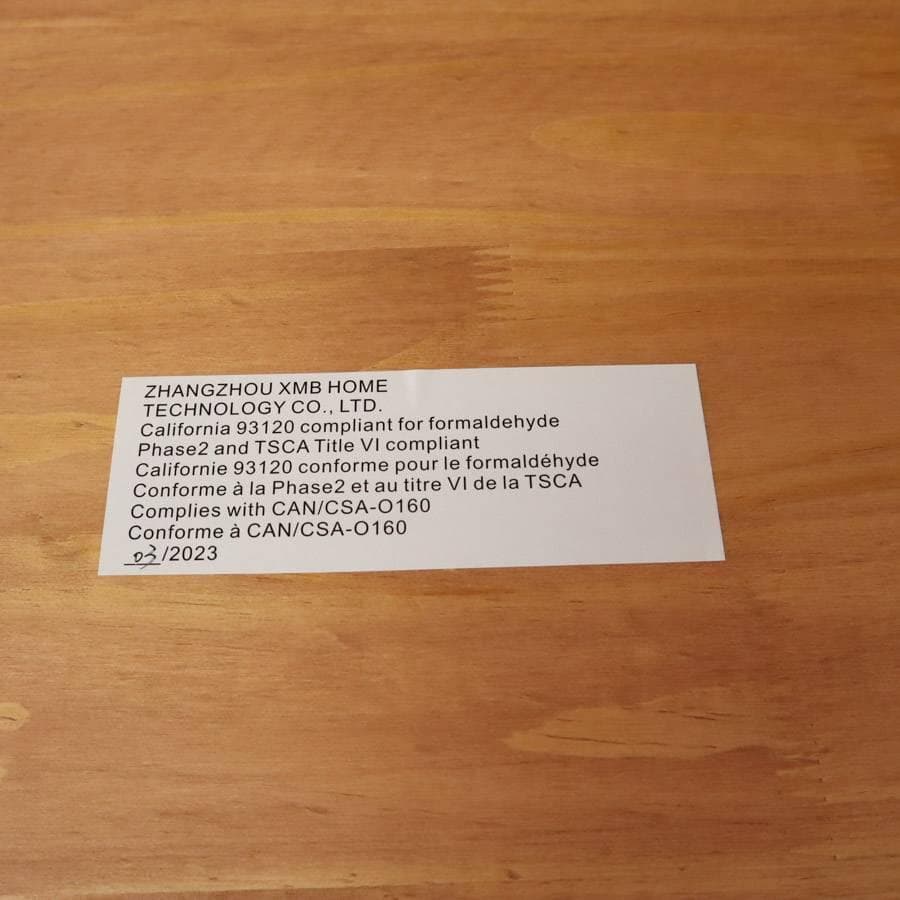 ZHANGZHOU XMB HOME
TECHNOLOGY CO., LTD.
California 93120 compliant for formaldehyde
Phase2 and TSCA Title VI compliant
Californie 93120 conforme pour le formaldéhyde
Conforme à la Phase2 et au titre VI de la TSCA
Complies with CAN/CSA-O160
Conforme à CAN/CSA-O160
03/2023